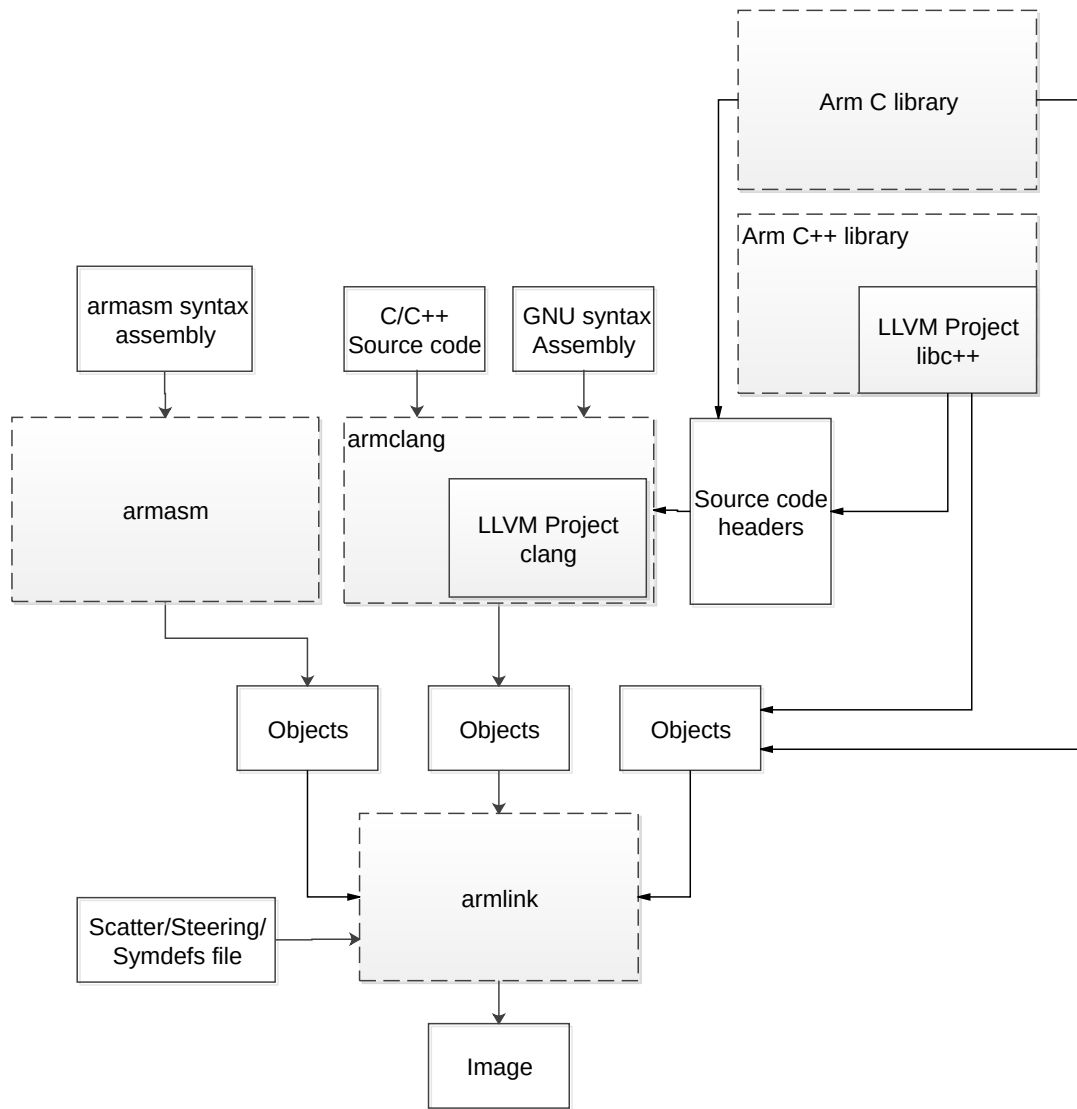 Arm C library
Arm C++ library
LLVM Project
libc++
armasm syntax
assembly
C/C++
Source code
GNU syntax
Assembly
armasm
armclang
LLVM Project
clang
Source code
headers
Objects
Objects
Objects
armlink
Scatter/Steering/
Symdefs file
Image